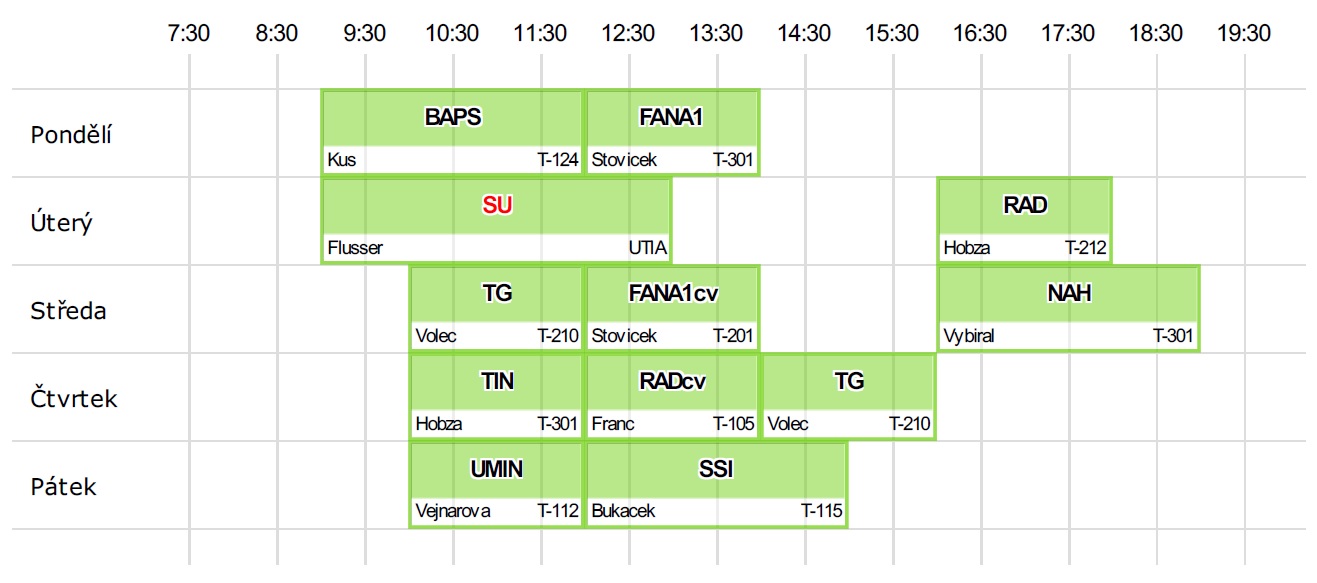 7:30 8:30 9:30 10:30 11:30 12:30 13:30 14:30 15:30 16:30 17:30 18:30 19:30
Pondělí
BAPS FANA1
Kus T-124 Stovicek T-301
Úterý
SU RAD
Flusser UTIA Hobza T-212
Středa
TG FANA1cv NAH
Volec T-210 Stovicek T-201 Vybiral T-301
Čtvrtek
TIN RADcv TG
Hobza T-301 Franc T-105 Volec T-210
Pátek
UMIN SSI
Vejnarova T-112 Bukacek T-115